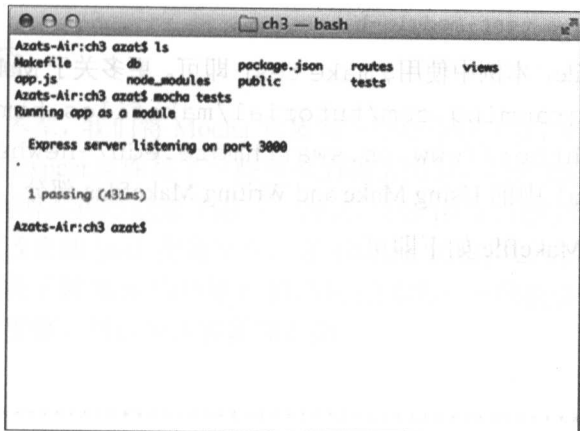 ch3 — bash
Azats-Air:ch3 azat$ ls
Makefile db package.json routes views
app.js node_modules public tests
Azats-Air:ch3 azat$ mocha tests
Running app as a module
Express server listening on port 3000
.
1 passing (431ms)
Azats-Air:ch3 azat$